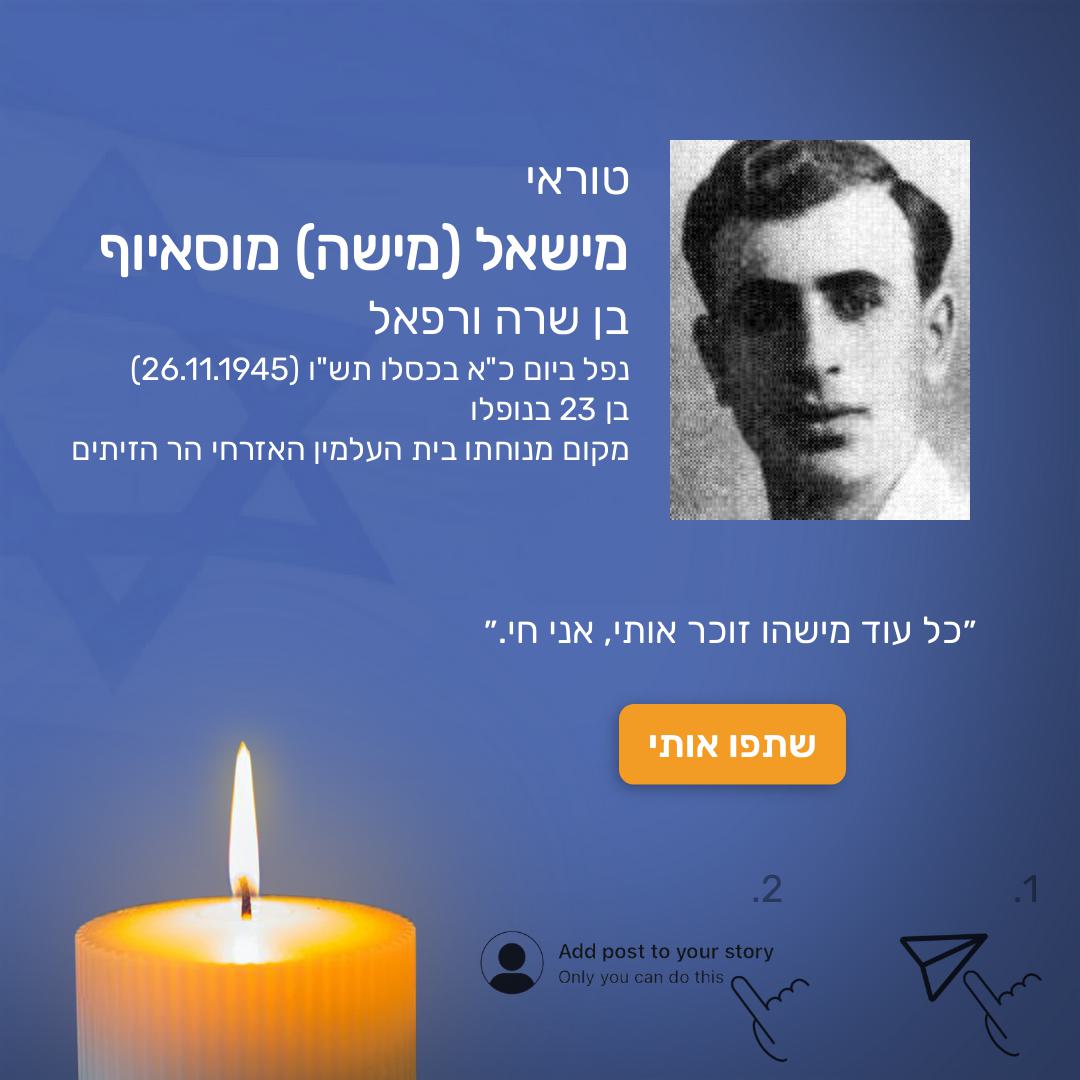 טוראי
מישאל (מישה) מוסאיוף
בן שרה ורפאל
נפל ביום כ"א בכסלו תש"ו (26.11.1945)
בן 23 בנופלו
מקום מנוחתו בית העלמין האזרחי הר הזיתים
״כל עוד מישהו זוכר אותי, אני חי.״
שתפו אותי
1.
2.
Add post to your story
Only you can do this